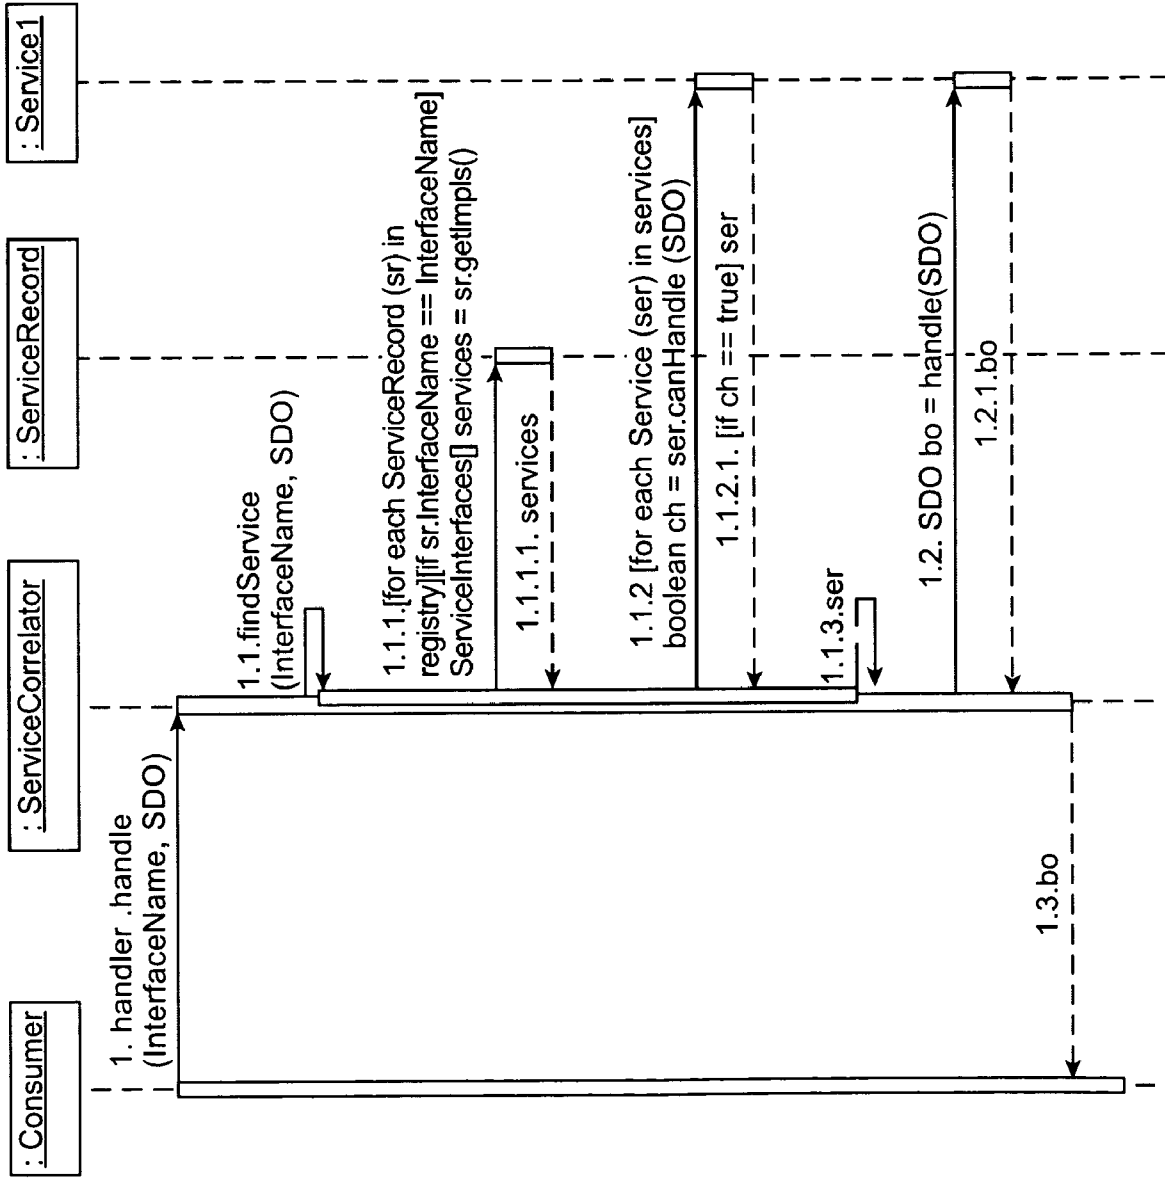 : Consumer
: ServiceCorrelator
: ServiceRecord
: Service1
1. handler .handle
(InterfaceName, SDO)
1.1.findService
(InterfaceName, SDO)
1.1.1.[for each ServiceRecord (sr) in
registry][if sr.InterfaceName == InterfaceName]
ServiceInterfaces[] services = sr.getImpls()
1.1.1.1. services
1.1.2 [for each Service (ser) in services]
boolean ch = ser.canHandle (SDO)
1.1.2.1. [if ch == true] ser
1.1.3.ser
1.2. SDO bo = handle(SDO)
1.2.1.bo
1.3.bo